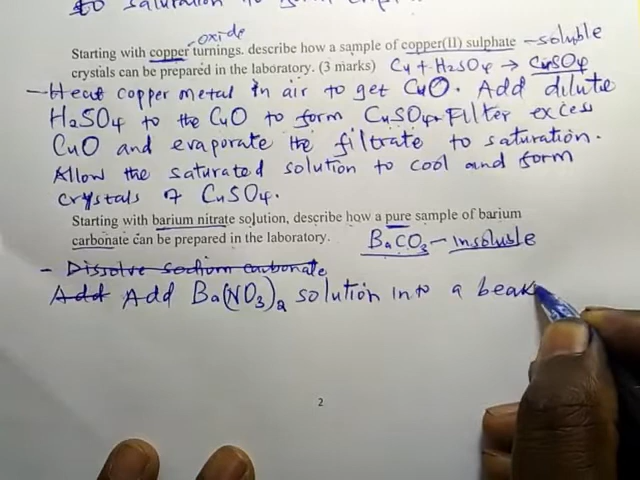 to saturation to
- oxide
Starting with copper turnings. describe how a sample of copper(II) sulphate - soluble
crystals can be prepared in the laboratory. (3 marks) Cu + H2SO4 → CuSO4
- Heat copper metal in air to get CuO. Add dilute
H2SO4 to the CuO to form CuSO4. Filter excess
CuO and evaporate the filtrate to saturation.
Allow the saturated solution to cool and form
crystals of CuSO4.
Starting with barium nitrate solution, describe how a pure sample of barium
carbonate can be prepared in the laboratory. BaCO3 - insoluble
- Dissolve sodium carbonate
Add Add Ba(NO3)2 solution into a beak
2